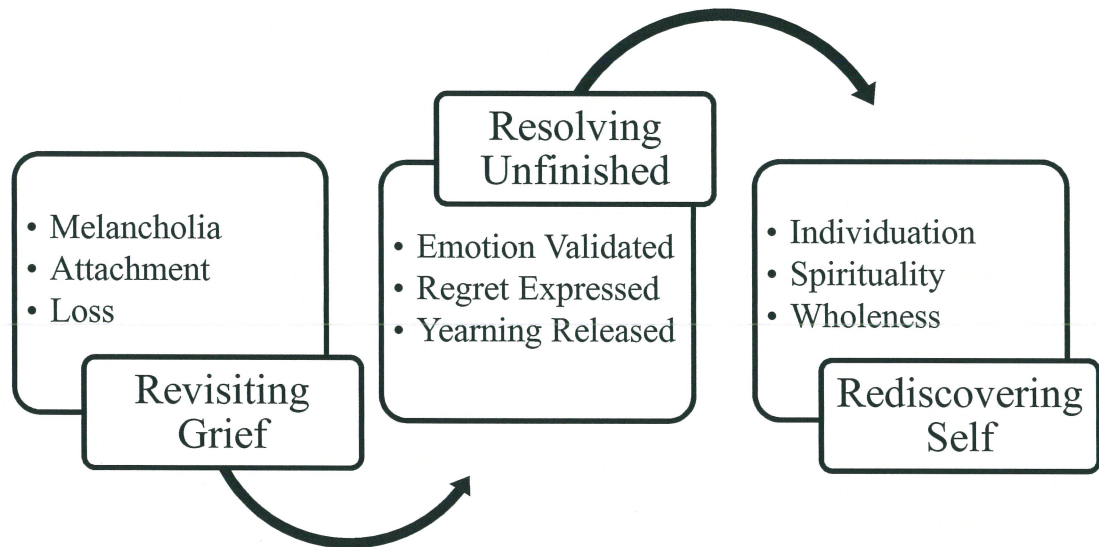 • Melancholia
• Attachment
• Loss
Revisiting
Grief
Resolving
Unfinished
• Emotion Validated
• Regret Expressed
• Yearning Released
• Individuation
• Spirituality
• Wholeness
Rediscovering
Self